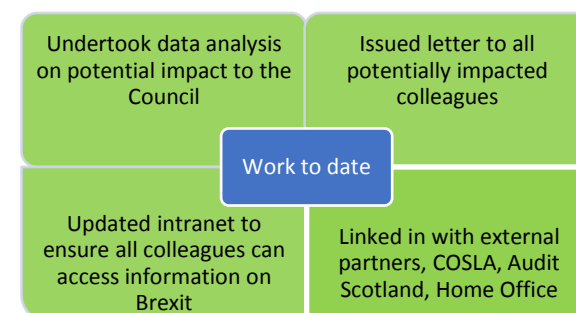 Undertook data analysis
on potential impact to the
Council
Issued letter to all
potentially impacted
colleagues
Work to date
Updated intranet to
ensure all colleagues can
access information on
Brexit
Linked in with external
partners, COSLA, Audit
Scotland, Home Office